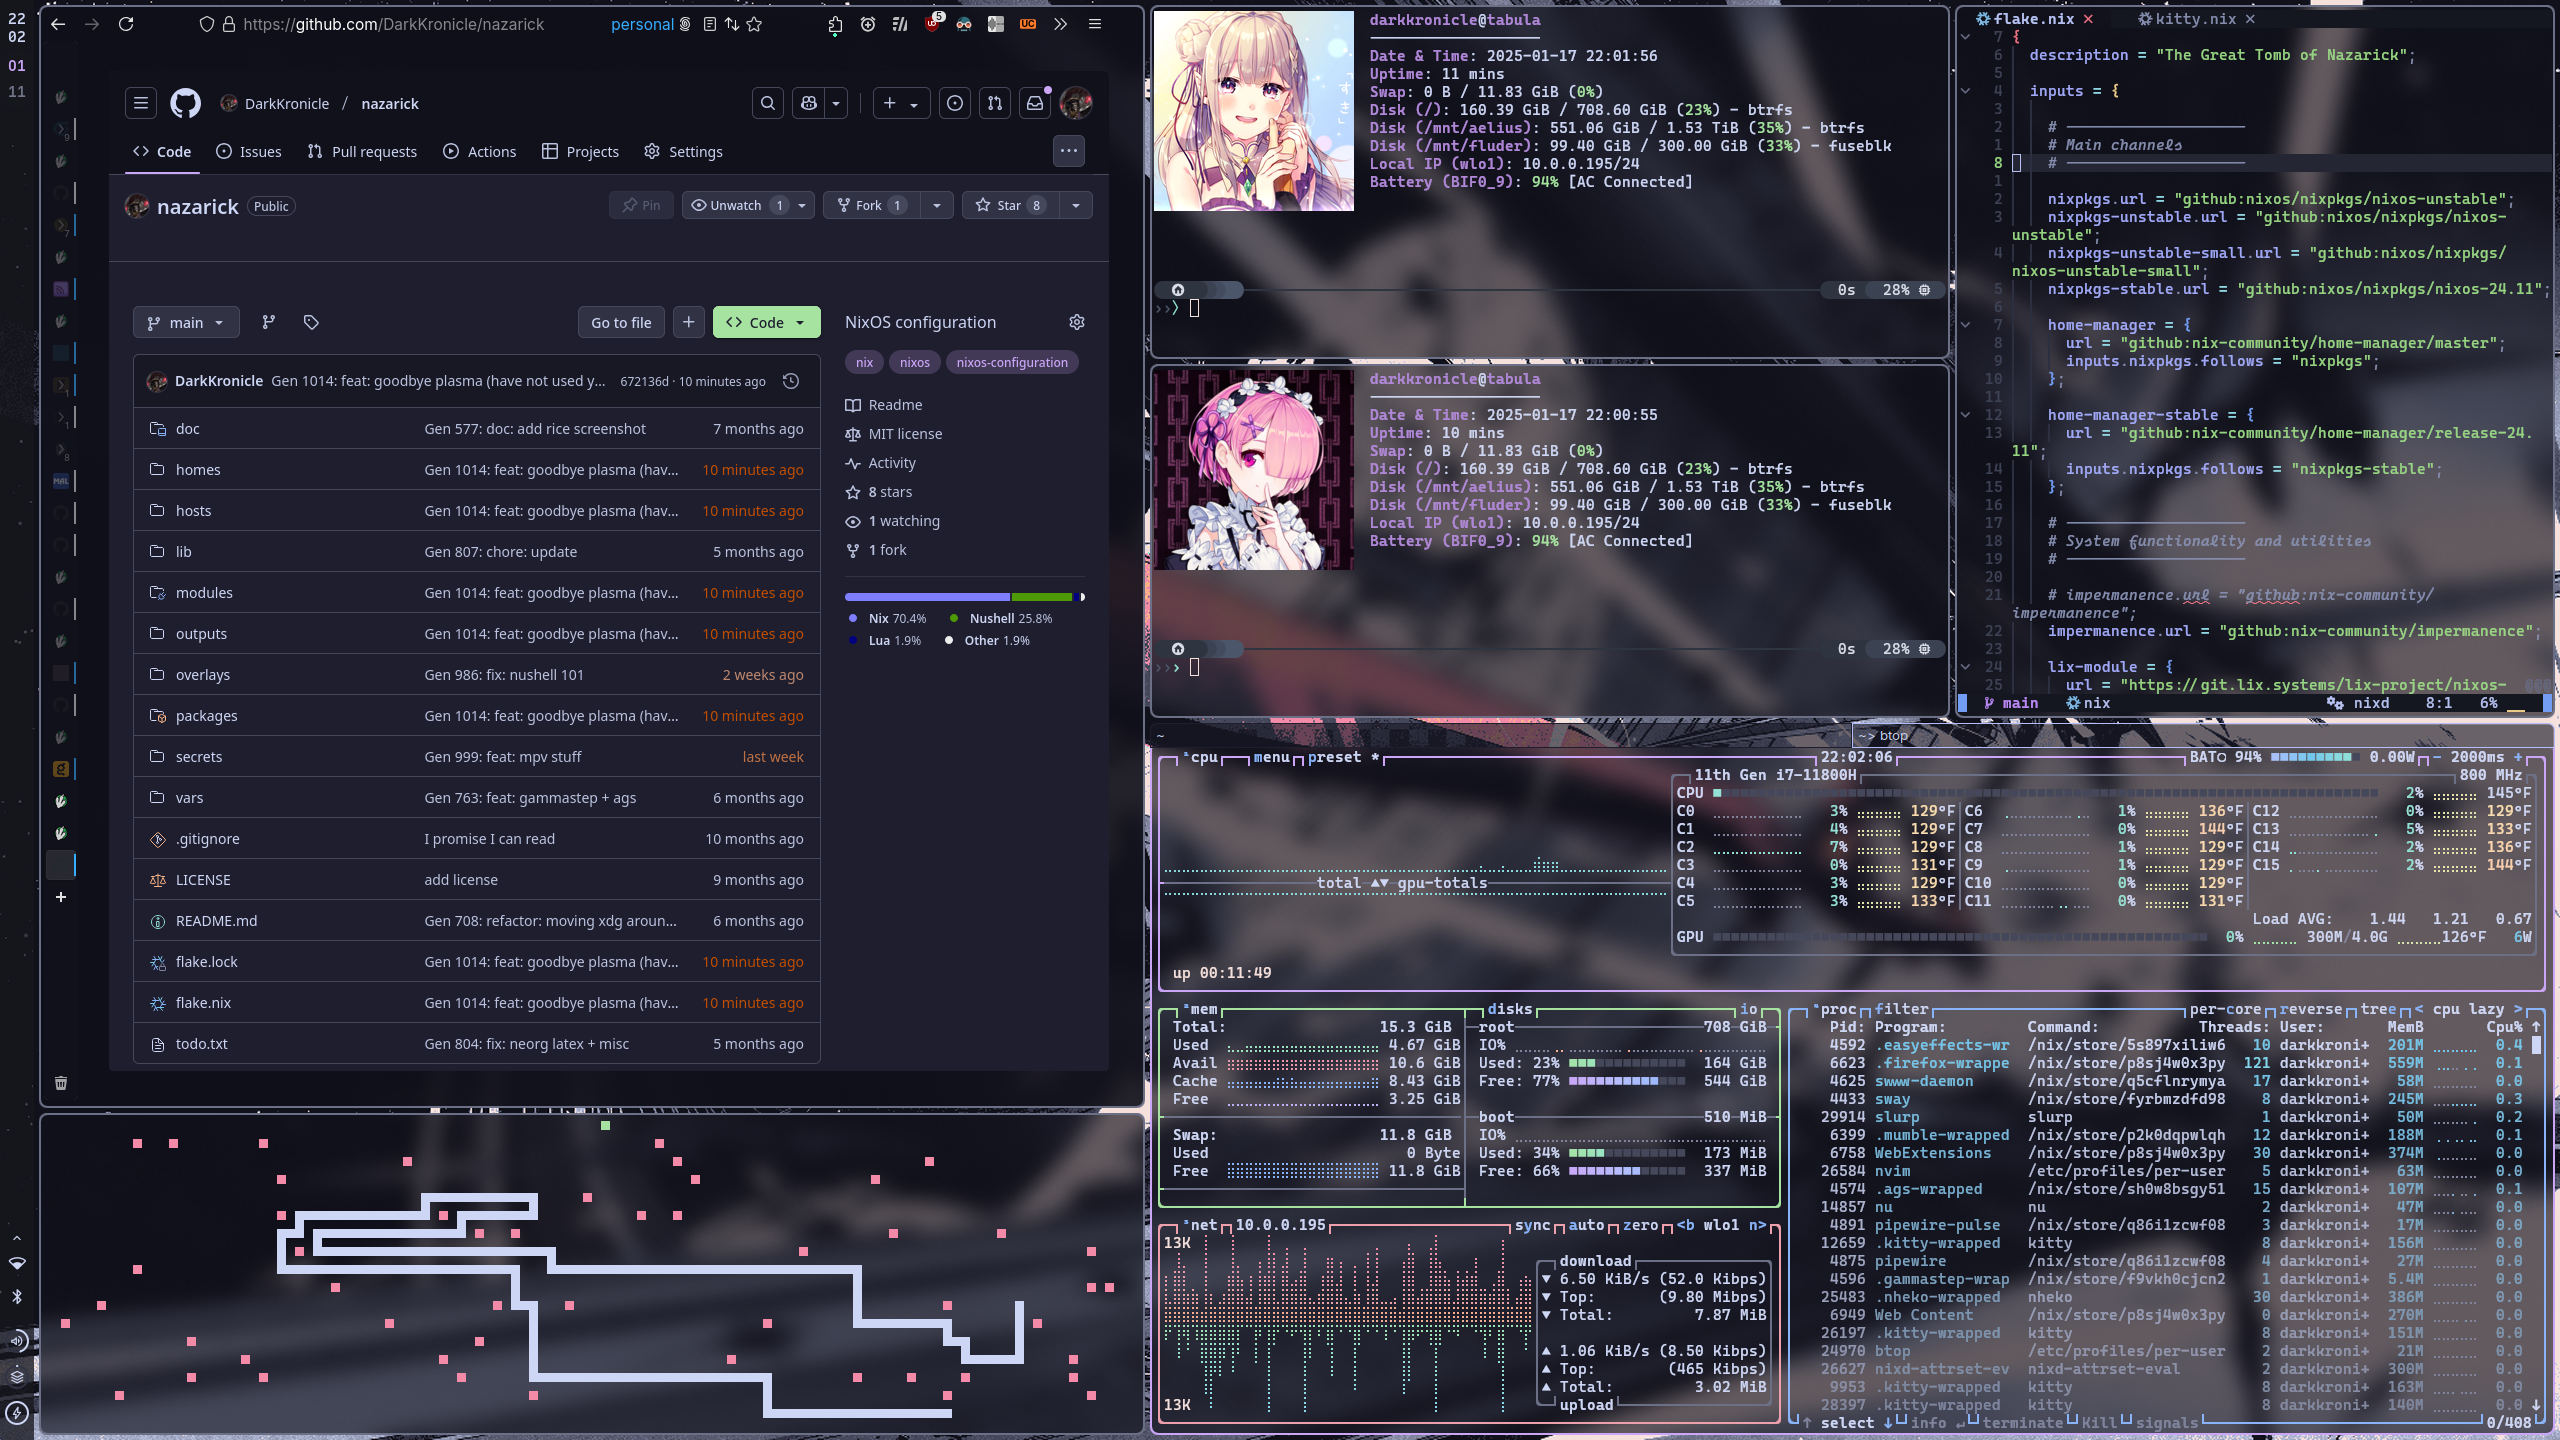 22
02
01
11
https://github.com/DarkKronicle/nazarick
personal
5
DarkKronicle / nazarick
Code
Issues
Pull requests
Actions
Projects
Settings
nazarick
Public
Pin
Unwatch 1
Fork 1
Star 8
main
Go to file
Code
DarkKronicle Gen 1014: feat: goodbye plasma (have not used y... 672136d · 10 minutes ago
doc Gen 577: doc: add rice screenshot 7 months ago
homes Gen 1014: feat: goodbye plasma (hav... 10 minutes ago
hosts Gen 1014: feat: goodbye plasma (hav... 10 minutes ago
lib Gen 807: chore: update 5 months ago
modules Gen 1014: feat: goodbye plasma (hav... 10 minutes ago
outputs Gen 1014: feat: goodbye plasma (hav... 10 minutes ago
overlays Gen 986: fix: nushell 101 2 weeks ago
packages Gen 1014: feat: goodbye plasma (hav... 10 minutes ago
secrets Gen 999: feat: mpv stuff last week
vars Gen 763: feat: gammastep + ags 6 months ago
.gitignore I promise I can read 10 months ago
LICENSE add license 9 months ago
README.md Gen 708: refactor: moving xdg aroun... 6 months ago
flake.lock Gen 1014: feat: goodbye plasma (hav... 10 minutes ago
flake.nix Gen 1014: feat: goodbye plasma (hav... 10 minutes ago
todo.txt Gen 804: fix: neorg latex + misc 5 months ago
NixOS configuration
nix nixos nixos-configuration
Readme
MIT license
Activity
8 stars
1 watching
1 fork
Nix 70.4% Nushell 25.8%
Lua 1.9% Other 1.9%
darkkronicle@tabula
Date & Time: 2025-01-17 22:01:56
Uptime: 11 mins
Swap: 0 B / 11.83 GiB (0%)
Disk (/): 160.39 GiB / 708.60 GiB (23%) - btrfs
Disk (/mnt/aelius): 551.06 GiB / 1.53 TiB (35%) - btrfs
Disk (/mnt/fluder): 99.40 GiB / 300.00 GiB (33%) - fuseblk
Local IP (wlo1): 10.0.0.195/24
Battery (BIF0_9): 94% [AC Connected]
0s 28%
darkkronicle@tabula
Date & Time: 2025-01-17 22:00:55
Uptime: 10 mins
Swap: 0 B / 11.83 GiB (0%)
Disk (/): 160.39 GiB / 708.60 GiB (23%) - btrfs
Disk (/mnt/aelius): 551.06 GiB / 1.53 TiB (35%) - btrfs
Disk (/mnt/fluder): 99.40 GiB / 300.00 GiB (33%) - fuseblk
Local IP (wlo1): 10.0.0.195/24
Battery (BIF0_9): 94% [AC Connected]
0s 28%
flake.nix kitty.nix
7 {
6 description = "The Great Tomb of Nazarick";
5
4 inputs = {
3
2 # ────────────────────
1 # Main channels
8 # ────────────────────
1
2 nixpkgs.url = "github:nixos/nixpkgs/nixos-unstable";
3 nixpkgs-unstable.url = "github:nixos/nixpkgs/nixos-
unstable";
4 nixpkgs-unstable-small.url = "github:nixos/nixpkgs/
nixos-unstable-small";
5 nixpkgs-stable.url = "github:nixos/nixpkgs/nixos-24.11";
6
7 home-manager = {
8 url = "github:nix-community/home-manager/master";
9 inputs.nixpkgs.follows = "nixpkgs";
10 };
11
12 home-manager-stable = {
13 url = "github:nix-community/home-manager/release-24.
11";
14 inputs.nixpkgs.follows = "nixpkgs-stable";
15 };
16
17 # ────────────────────
18 # System functionality and utilities
19 # ────────────────────
20
21 # impermanence.url = "github:nix-community/
impermanence";
22 impermanence.url = "github:nix-community/impermanence";
23
24 lix-module = {
25 url = "https://git.lix.systems/lix-project/nixos-
main nix nixd 8:1 6%
~ ~> btop
¹cpu menu preset * 22:02:06 BAT 94% 0.00W - 2000ms +
11th Gen i7-11800H 800 MHz
CPU 2% 145°F
C0 3% 129°F C6 1% 136°F C12 0% 129°F
C1 4% 129°F C7 0% 144°F C13 5% 133°F
C2 7% 129°F C8 1% 129°F C14 2% 136°F
C3 0% 131°F C9 1% 129°F C15 2% 144°F
C4 3% 129°F C10 0% 129°F
C5 3% 133°F C11 0% 131°F
Load AVG: 1.44 1.21 0.67
GPU 0% 300M/4.0G 126°F 6W
total ▲▼ gpu-totals
up 00:11:49
²mem disks io
Total: 15.3 GiB
Used 4.67 GiB
Avail 10.6 GiB
Cache 8.43 GiB
Free 3.25 GiB
Swap: 11.8 GiB
Used 0 Byte
Free 11.8 GiB
root 708 GiB
IO%
Used: 23% 164 GiB
Free: 77% 544 GiB
boot 510 MiB
IO%
Used: 34% 173 MiB
Free: 66% 337 MiB
³net 10.0.0.195 sync auto zero <b wlo1 n>
13K
download
▼ 6.50 KiB/s (52.0 Kibps)
▼ Top: (9.80 Mibps)
▼ Total: 7.87 MiB
▲ 1.06 KiB/s (8.50 Kibps)
▲ Top: (465 Kibps)
▲ Total: 3.02 MiB
upload
13K
⁴proc filter per-core reverse tree < cpu lazy >
Pid: Program: Command: Threads: User: MemB Cpu% ↑
4592 .easyeffects-wr /nix/store/5s897xiliw6 10 darkkroni+ 201M 0.4
6623 .firefox-wrappe /nix/store/p8sj4w0x3py 121 darkkroni+ 559M 0.1
4625 swww-daemon /nix/store/q5cflnrymya 17 darkkroni+ 58M 0.0
4433 sway /nix/store/fyrbmzdfd98 8 darkkroni+ 245M 0.3
29914 slurp slurp 1 darkkroni+ 50M 0.2
6399 .mumble-wrapped /nix/store/p2k0dqpwlqh 12 darkkroni+ 188M 0.1
6758 WebExtensions /nix/store/p8sj4w0x3py 30 darkkroni+ 374M 0.0
26584 nvim /etc/profiles/per-user 5 darkkroni+ 63M 0.0
4574 .ags-wrapped /nix/store/sh0w8bsgy51 15 darkkroni+ 107M 0.1
14857 nu nu 2 darkkroni+ 47M 0.0
4891 pipewire-pulse /nix/store/q86i1zcwf08 3 darkkroni+ 17M 0.0
12659 .kitty-wrapped kitty 8 darkkroni+ 156M 0.0
4875 pipewire /nix/store/q86i1zcwf08 4 darkkroni+ 27M 0.0
4596 .gammastep-wrap /nix/store/f9vkh0cjcn2 1 darkkroni+ 5.4M 0.0
25483 .nheko-wrapped nheko 30 darkkroni+ 386M 0.0
6949 Web Content /nix/store/p8sj4w0x3py 0 darkkroni+ 270M 0.0
26197 .kitty-wrapped kitty 8 darkkroni+ 151M 0.0
24970 btop /etc/profiles/per-user 2 darkkroni+ 21M 0.0
26627 nixd-attrset-ev nixd-attrset-eval 2 darkkroni+ 300M 0.0
9953 .kitty-wrapped kitty 8 darkkroni+ 163M 0.0
28397 .kitty-wrapped kitty 8 darkkroni+ 140M 0.0
↑ select ↓ info ↵ terminate Kill signals 0/408